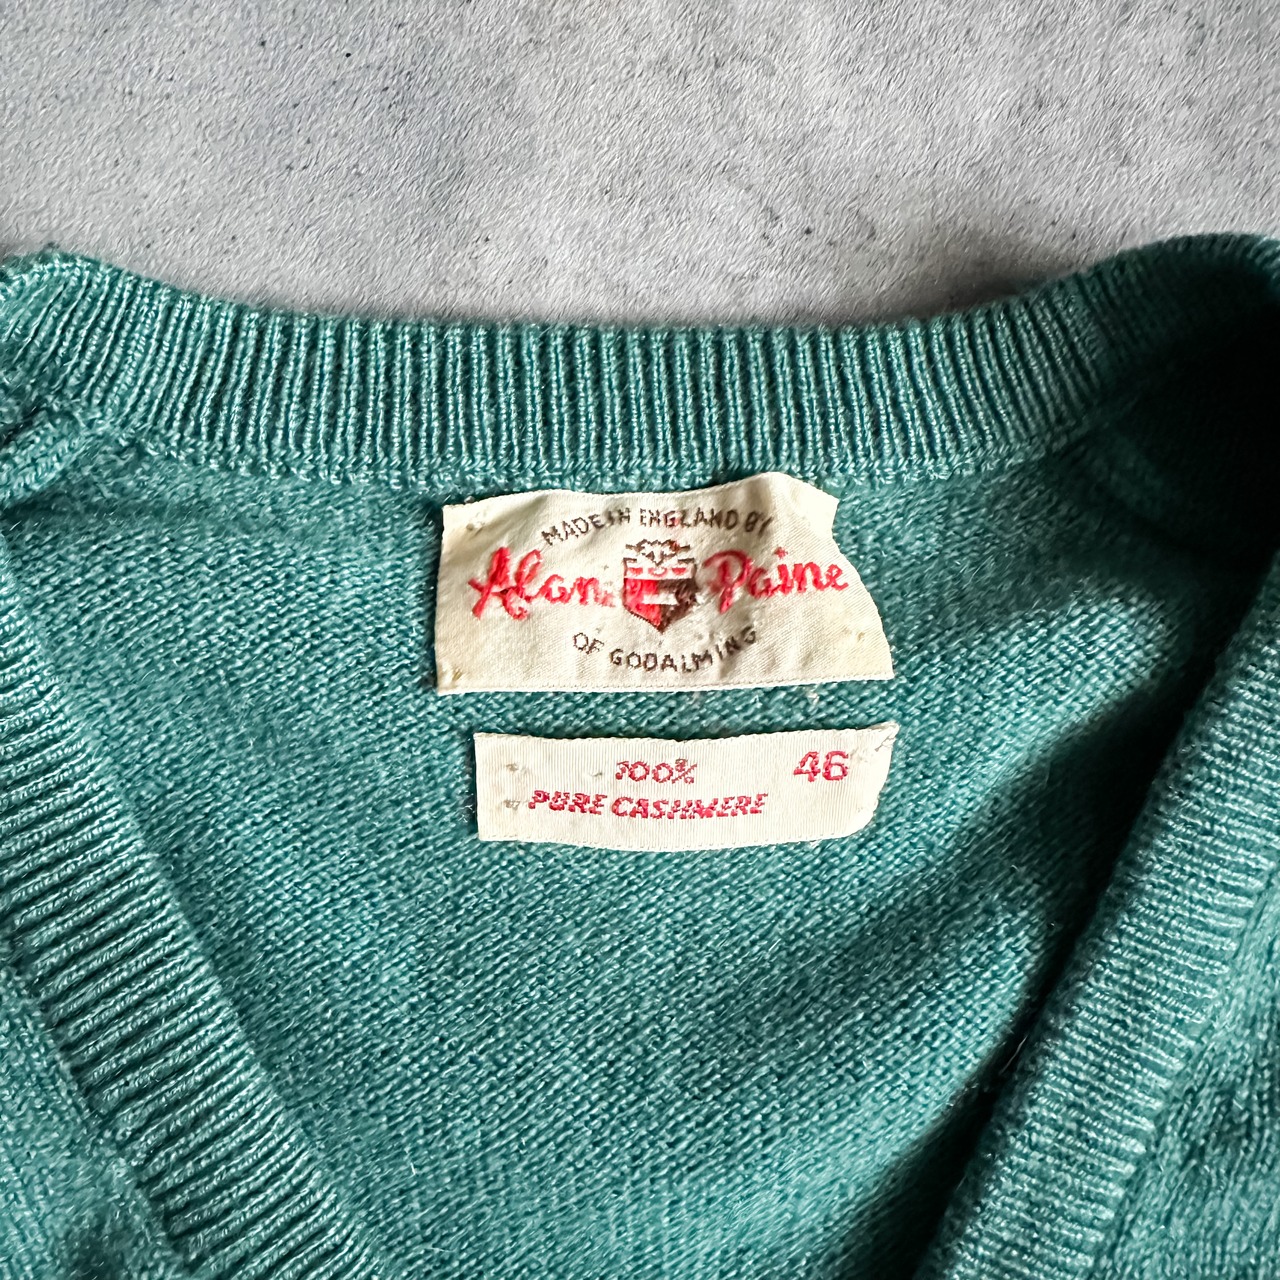 MADE IN ENGLAND BY
Alan Paine
OF GODALMING
100% 46
PURE CASHMERE